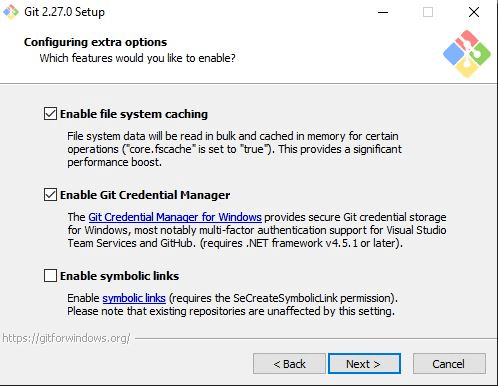 Git 2.27.0 Setup
Configuring extra options
Which features would you like to enable?
Enable file system caching
File system data will be read in bulk and cached in memory for certain
operations ("core.fscache" is set to "true"). This provides a significant
performance boost.
Enable Git Credential Manager
The Git Credential Manager for Windows provides secure Git credential storage
for Windows, most notably multi-factor authentication support for Visual Studio
Team Services and GitHub. (requires .NET framework v4.5.1 or later).
Enable symbolic links
Enable symbolic links (requires the SeCreateSymbolicLink permission).
Please note that existing repositories are unaffected by this setting.
https://gitforwindows.org/
< Back
Next >
Cancel